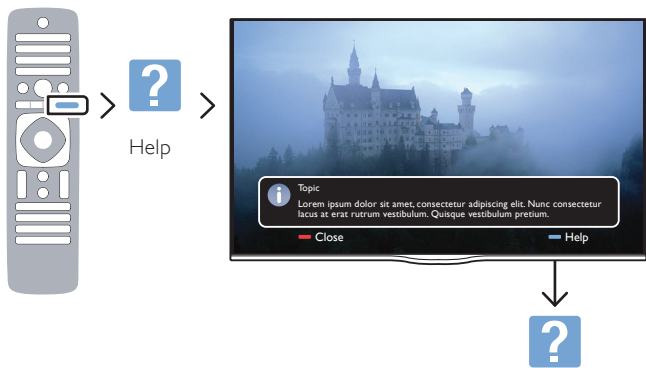 ?
Help
Topic
Lorem ipsum dolor sit amet, consectetur adipiscing elit. Nunc consectetur
lacus at erat rutrum vestibulum. Quisque vestibulum pretium.
Close
Help
?